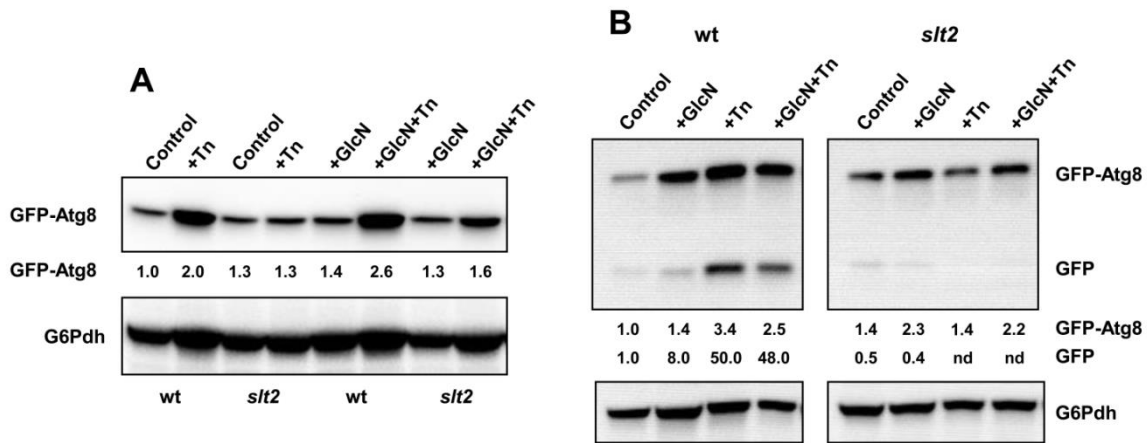 A
Control +Tn Control +Tn +GlcN +GlcN+Tn +GlcN +GlcN+Tn
GFP-Atg8
GFP-Atg8 1.0 2.0 1.3 1.3 1.4 2.6 1.3 1.6
G6Pdh
wt slt2 wt slt2
B
wt slt2
Control +GlcN +Tn +GlcN+Tn Control +GlcN +Tn +GlcN+Tn
GFP-Atg8
GFP
1.0 1.4 3.4 2.5 1.4 2.3 1.4 2.2 GFP-Atg8
1.0 8.0 50.0 48.0 0.5 0.4 nd nd GFP
G6Pdh